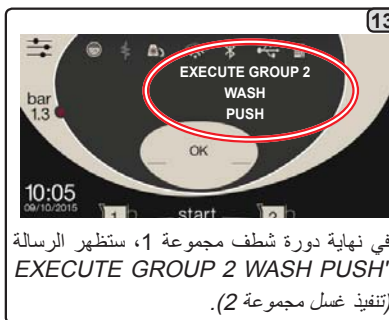 13
EXECUTE GROUP 2
WASH
PUSH
bar
1.3
OK
10:05
09/10/2015
1 start 2
في نهاية دورة شطف مجموعة 1، ستظهر الرسالة
"EXECUTE GROUP 2 WASH PUSH
(تنفيذ غسل مجموعة 2).